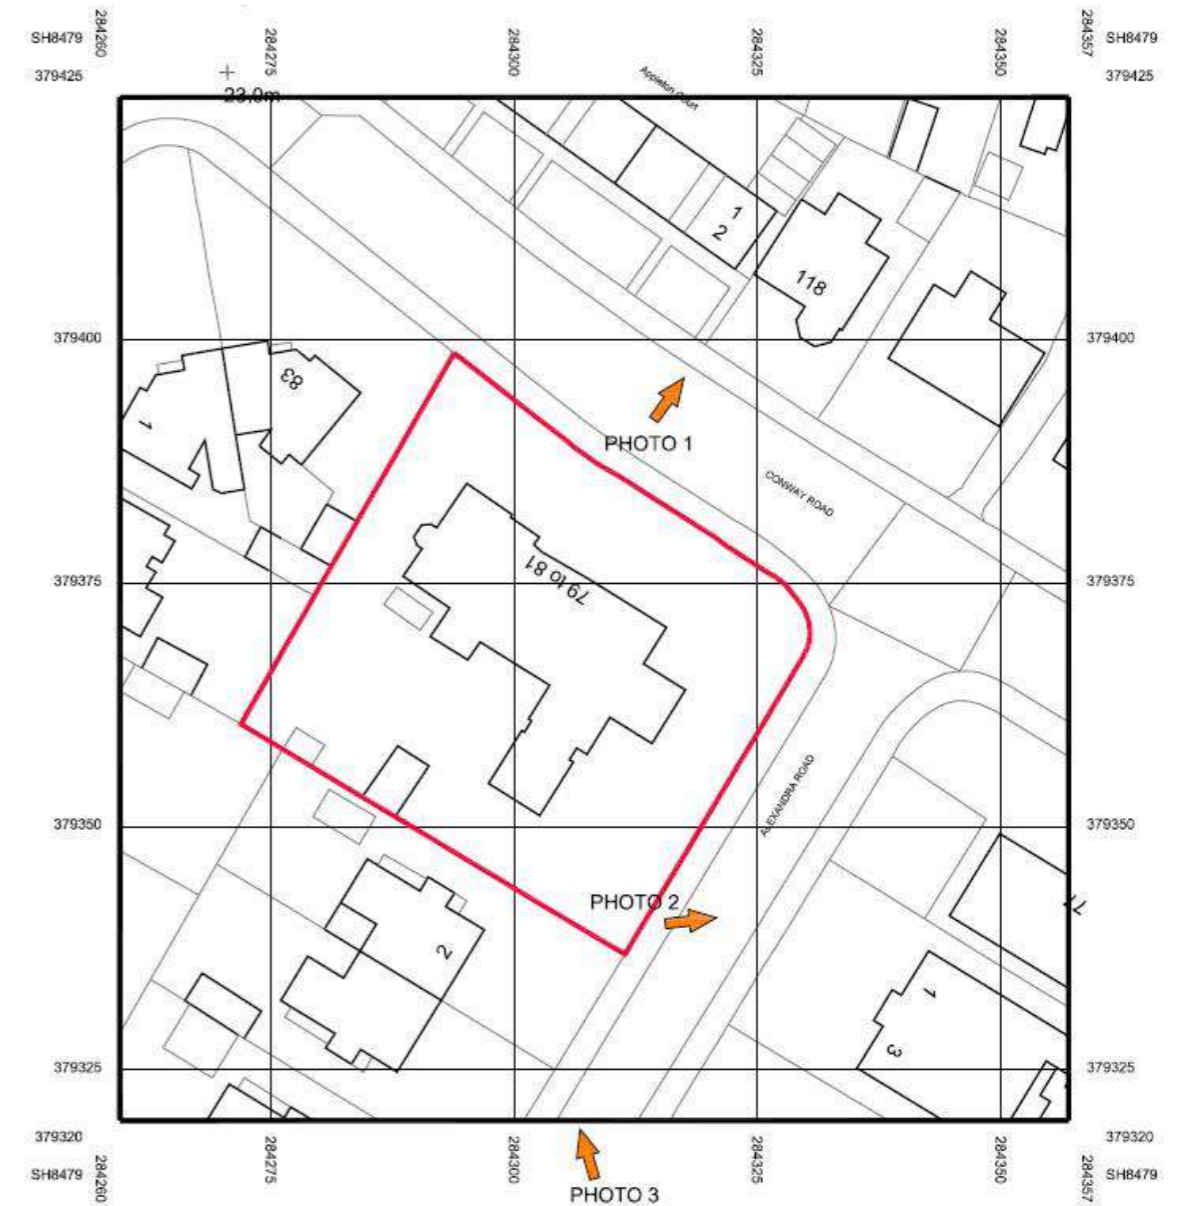 284260
284275
284300
284325
284350
284357
SH8479
SH8479
379425
379425
23.0m
Appleton Court
1
2
118
379400
379400
83
1
PHOTO 1
CONWAY ROAD
79 to 81
379375
379375
ALEXANDRA ROAD
379350
379350
PHOTO 2
77
2
1
3
379325
379325
379320
379320
SH8479
SH8479
284260
284275
284300
284325
284350
284357
PHOTO 3